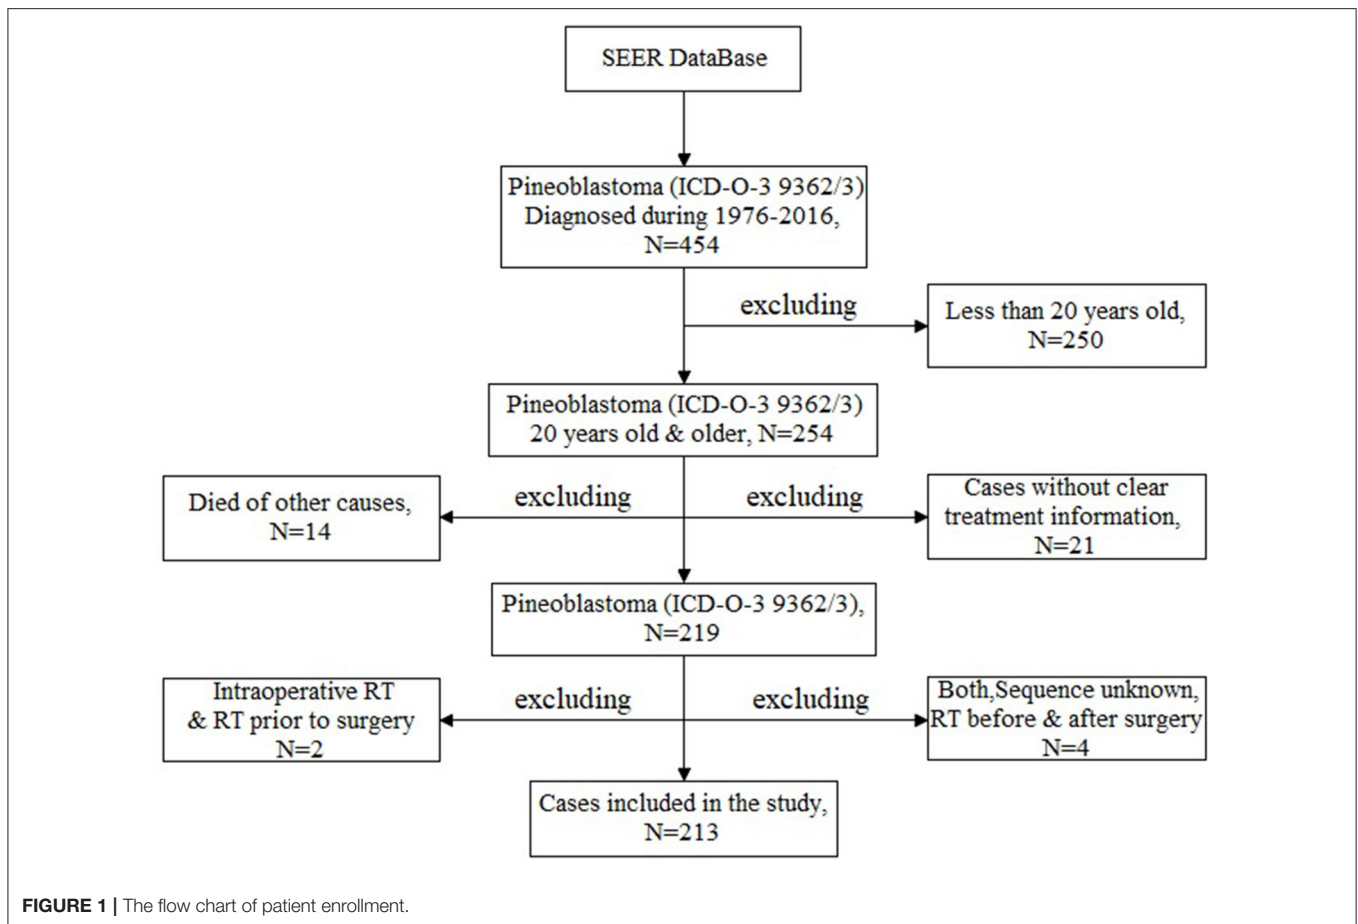 SEER DataBase
Pineoblastoma (ICD-O-3 9362/3)
Diagnosed during 1976-2016,
N=454
excluding
Less than 20 years old,
N=250
Pineoblastoma (ICD-O-3 9362/3)
20 years old & older, N=254
excluding
excluding
Died of other causes,
N=14
Cases without clear
treatment information,
N=21
Pineoblastoma (ICD-O-3 9362/3),
N=219
excluding
excluding
Intraoperative RT
& RT prior to surgery
N=2
Both,Sequence unknown,
RT before & after surgery
N=4
Cases included in the study,
N=213
FIGURE 1 | The flow chart of patient enrollment.